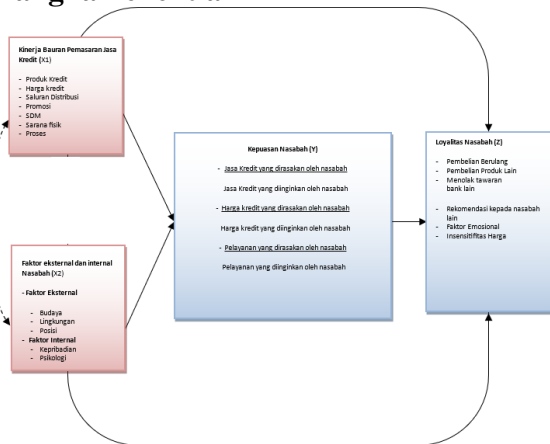 Kinerja Bauran Pemasaran Jasa
Kredit (X1)
- Produk Kredit
- Harga kredit
- Saluran Distribusi
- Promosi
- SDM
- Sarana fisik
- Proses
Faktor eksternal dan internal
Nasabah (X2)
- Faktor Eksternal
- Budaya
- Lingkungan
- Posisi
- Faktor Internal
- Kepribadian
- Psikologi
Kepuasan Nasabah (Y)
- Jasa Kredit yang dirasakan oleh nasabah
Jasa Kredit yang diinginkan oleh nasabah
- Harga kredit yang dirasakan oleh nasabah
Harga kredit yang diinginkan oleh nasabah
- Pelayanan yang dirasakan oleh nasabah
Pelayanan yang diinginkan oleh nasabah
Loyalitas Nasabah (Z)
- Pembelian Berulang
- Pembelian Produk Lain
- Menolak tawaran
bank lain
- Rekomendasi kepada nasabah
lain
- Faktor Emosional
- Insensitifitas Harga